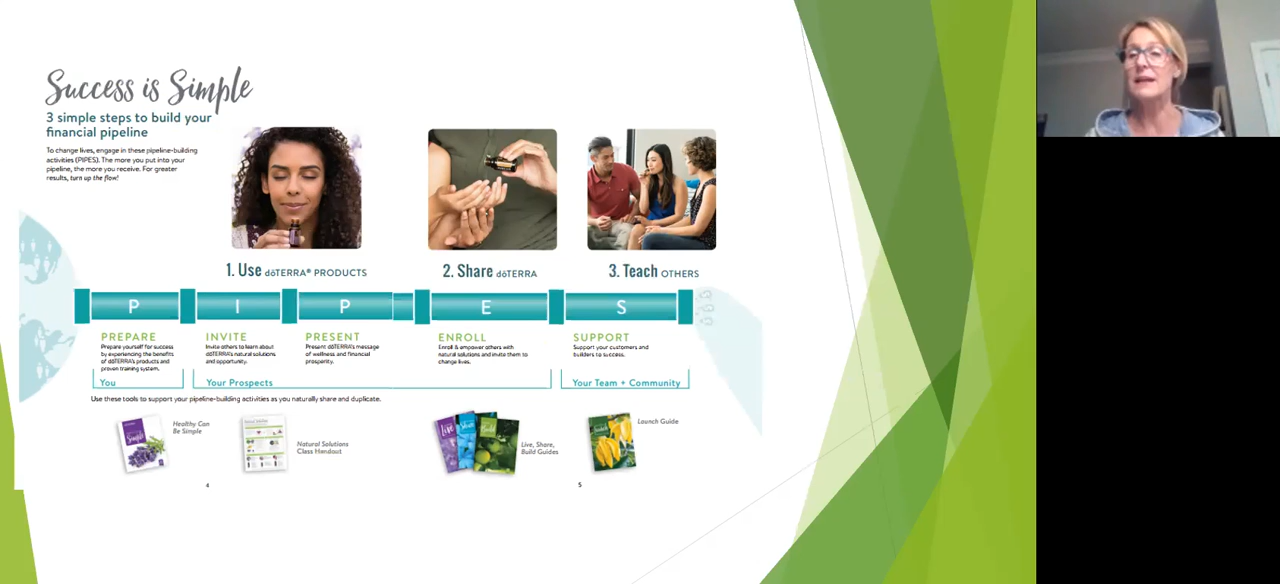 Success is Simple
3 simple steps to build your
financial pipeline
To change lives, engage in these pipeline-building
activities (PIPES). The more you put into your
pipeline, the more you receive. For greater
results, turn up the flow!
1. Use dōTERRA® PRODUCTS
2. Share dōTERRA
3. Teach OTHERS
P I P E S
PREPARE
Prepare yourself for success
by experiencing the benefits
of dōTERRA's products and
proven training system.
INVITE
Invite others to learn about
dōTERRA's natural solutions
and opportunity.
PRESENT
Present dōTERRA's message
of wellness and financial
prosperity.
ENROLL
Enroll & empower others with
natural solutions and invite them to
change lives.
SUPPORT
Support your customers and
builders to success.
You
Your Prospects
Your Team + Community
Use these tools to support your pipeline-building activities as you naturally share and duplicate.
Healthy Can
Be Simple
Natural Solutions
Class Handout
Live, Share,
Build Guides
Launch Guide
Simple
Live
Share
Build
4
5